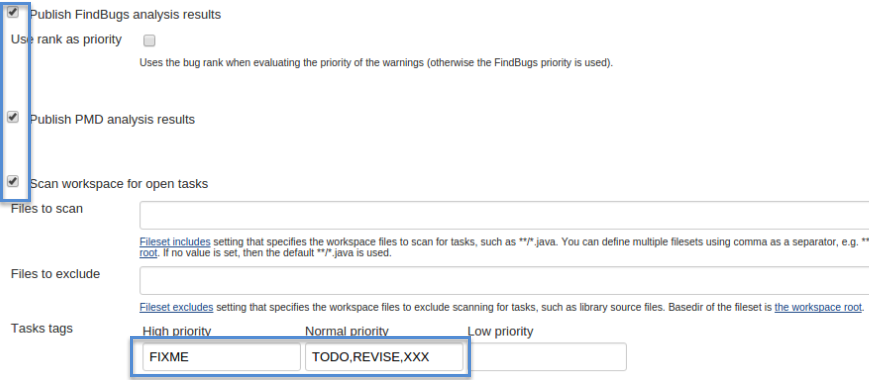 Publish FindBugs analysis results
Use rank as priority
Uses the bug rank when evaluating the priority of the warnings (otherwise the FindBugs priority is used).
Publish PMD analysis results
Scan workspace for open tasks
Files to scan
Fileset includes setting that specifies the workspace files to scan for tasks, such as **/*.java. You can define multiple filesets using comma as a separator, e.g. **
root. If no value is set, then the default **/*.java is used.
Files to exclude
Fileset excludes setting that specifies the workspace files to exclude scanning for tasks, such as library source files. Basedir of the fileset is the workspace root.
Tasks tags High priority Normal priority Low priority
FIXME TODO,REVISE,XXX